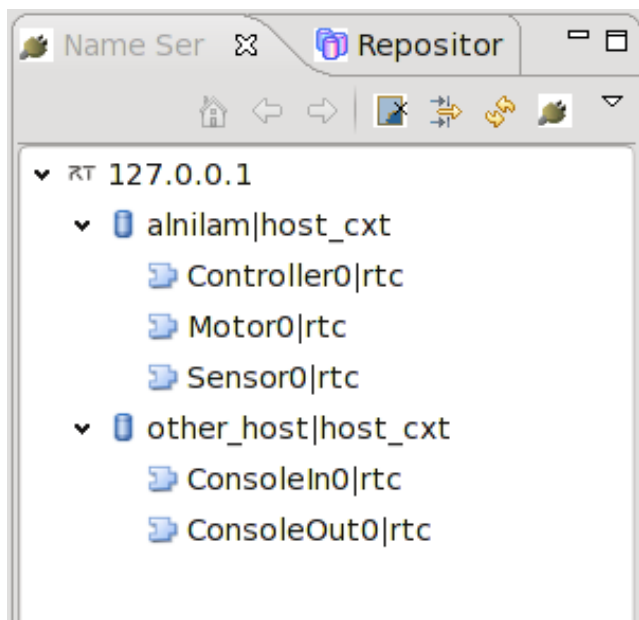 Name Ser Repositor
RT 127.0.0.1
alnilam|host_cxt
Controller0|rtc
Motor0|rtc
Sensor0|rtc
other_host|host_cxt
ConsoleIn0|rtc
ConsoleOut0|rtc